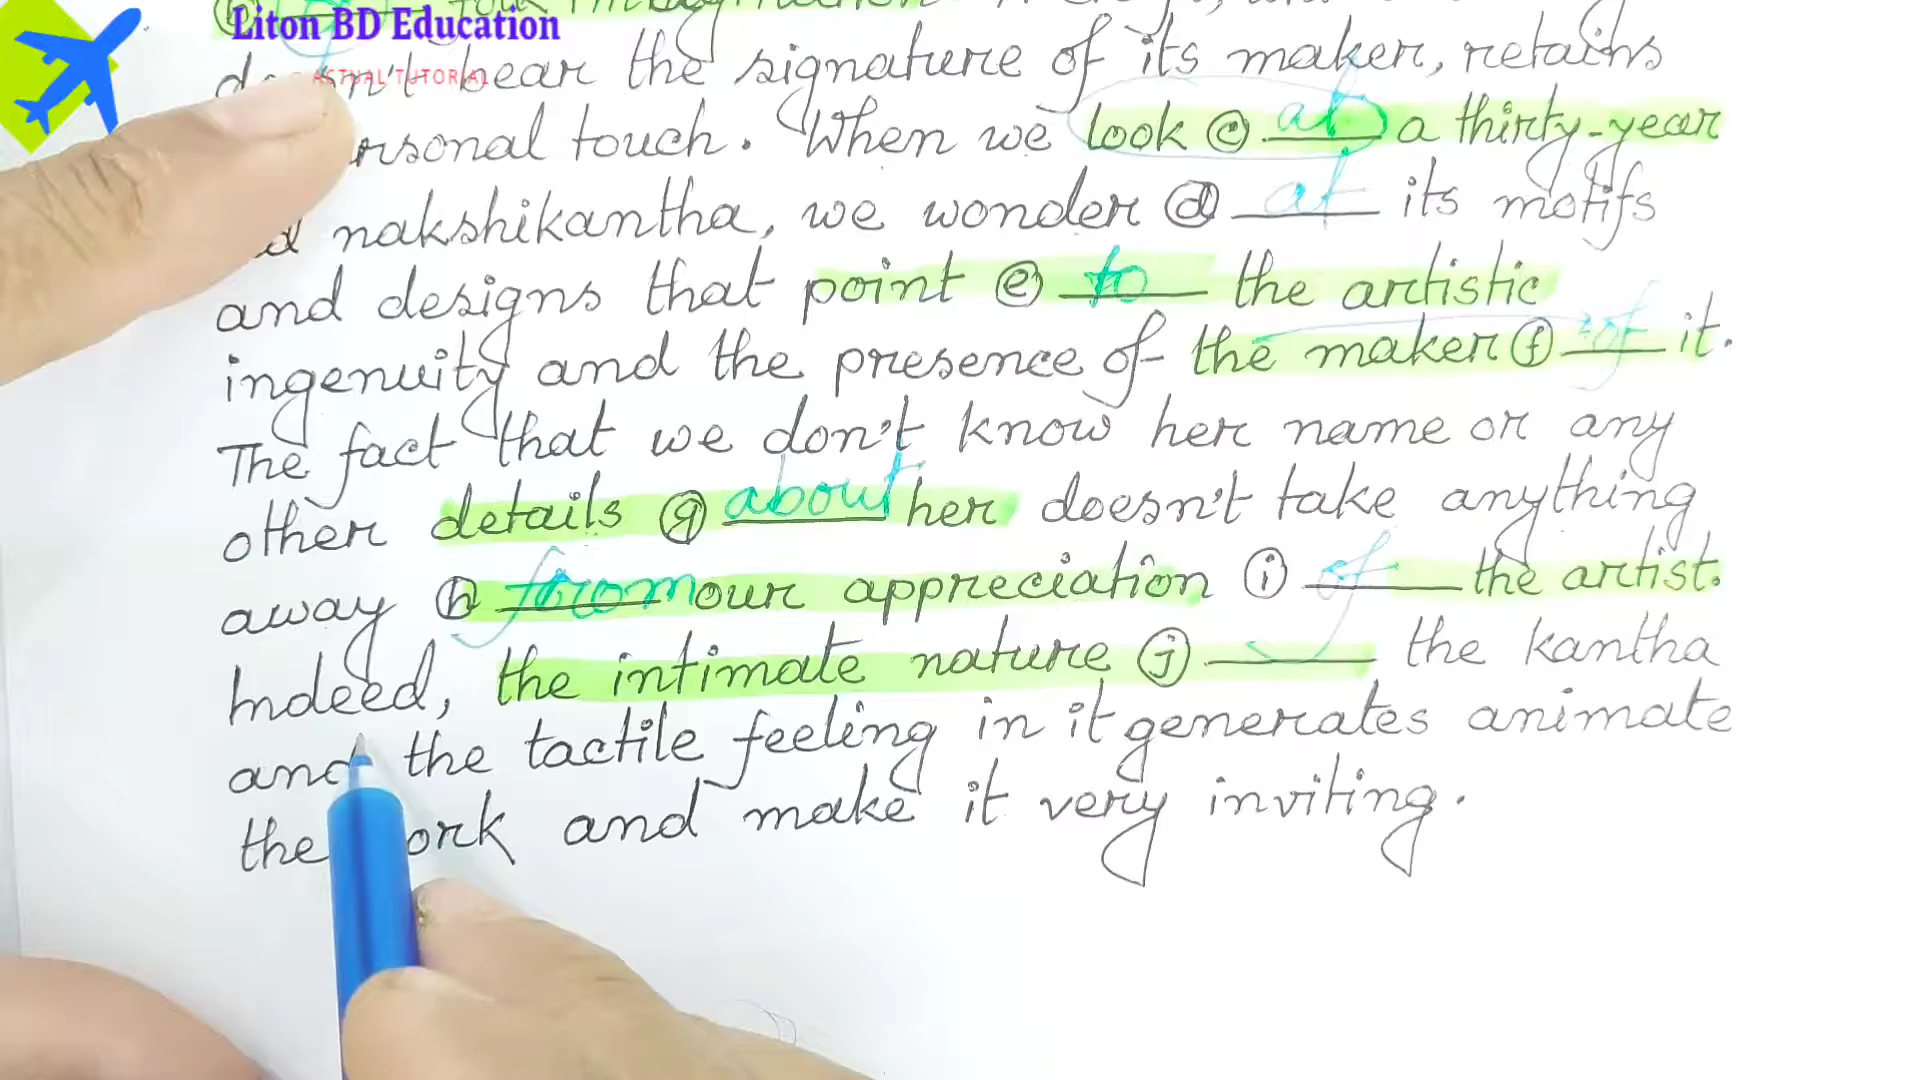 Liton BD Education
ACTUAL TUTORIAL
n't bear the signature of its maker, retains
rsonal touch. When we look ⓒ at a thirty-year
nakshikantha, we wonder ⓓ at its motifs
and designs that point ⓔ to the artistic
ingenuity and the presence of the maker ⓕ of it.
The fact that we don't know her name or any
other details ⓖ about her doesn't take anything
away ⓗ from our appreciation ⓘ of the artist.
Indeed, the intimate nature ⓙ ____ the kantha
and the tactile feeling in it generates animate
the ork and make it very inviting.